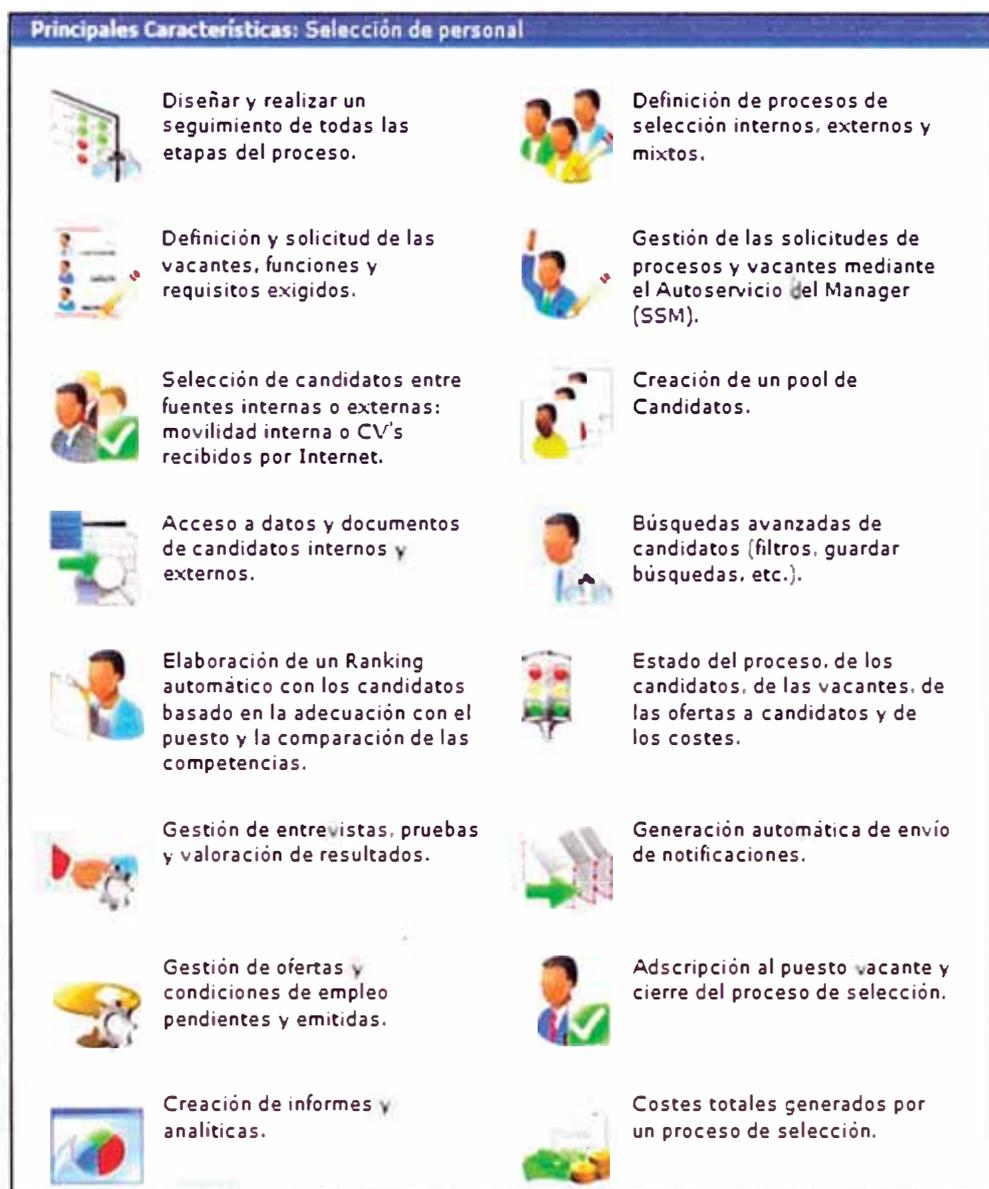 Principales Características: Selección de personal
Diseñar y realizar un
seguimiento de todas las
etapas del proceso.
Definición de procesos de
selección internos, externos y
mixtos.
Definición y solicitud de las
vacantes, funciones y
requisitos exigidos.
Gestión de las solicitudes de
procesos y vacantes mediante
el Autoservicio del Manager
(SSM).
Selección de candidatos entre
fuentes internas o externas:
movilidad interna o CV's
recibidos por Internet.
Creación de un pool de
Candidatos.
Acceso a datos y documentos
de candidatos internos y
externos.
Búsquedas avanzadas de
candidatos (filtros, guardar
búsquedas, etc.).
Elaboración de un Ranking
automático con los candidatos
basado en la adecuación con el
puesto y la comparación de las
competencias.
Estado del proceso, de los
candidatos, de las vacantes, de
las ofertas a candidatos y de
los costes.
Gestión de entrevistas, pruebas
y valoración de resultados.
Generación automática de envío
de notificaciones.
Gestión de ofertas y
condiciones de empleo
pendientes y emitidas.
Adscripción al puesto vacante y
cierre del proceso de selección.
Creación de informes y
analíticas.
Costes totales generados por
un proceso de selección.